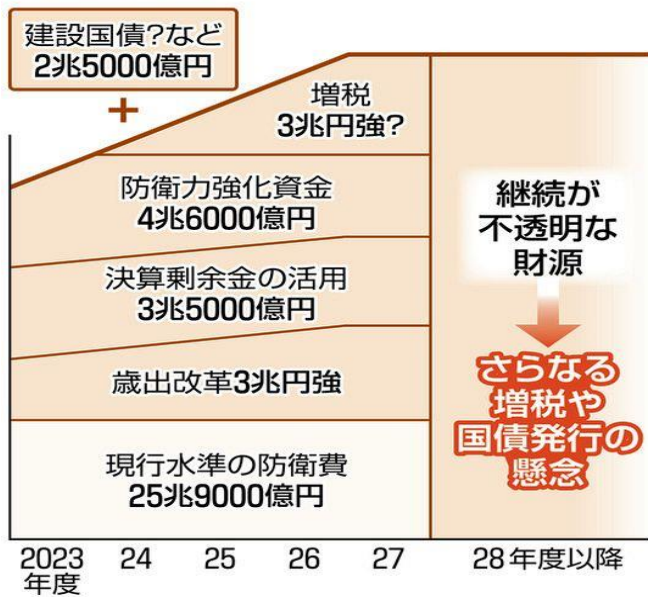 建設国債?など
2兆5000億円
+
増税
3兆円強?
防衛力強化資金
4兆6000億円
決算剰余金の活用
3兆5000億円
歳出改革3兆円強
現行水準の防衛費
25兆9000億円
継続が
不透明な
財源
さらなる
増税や
国債発行の
懸念
2023 24 25 26 27 28年度以降
年度